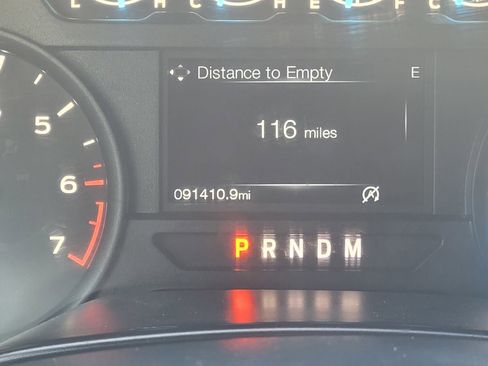 L H C H E F C
Distance to Empty E
5
116 miles
6
091410.9mi
7
P R N D M